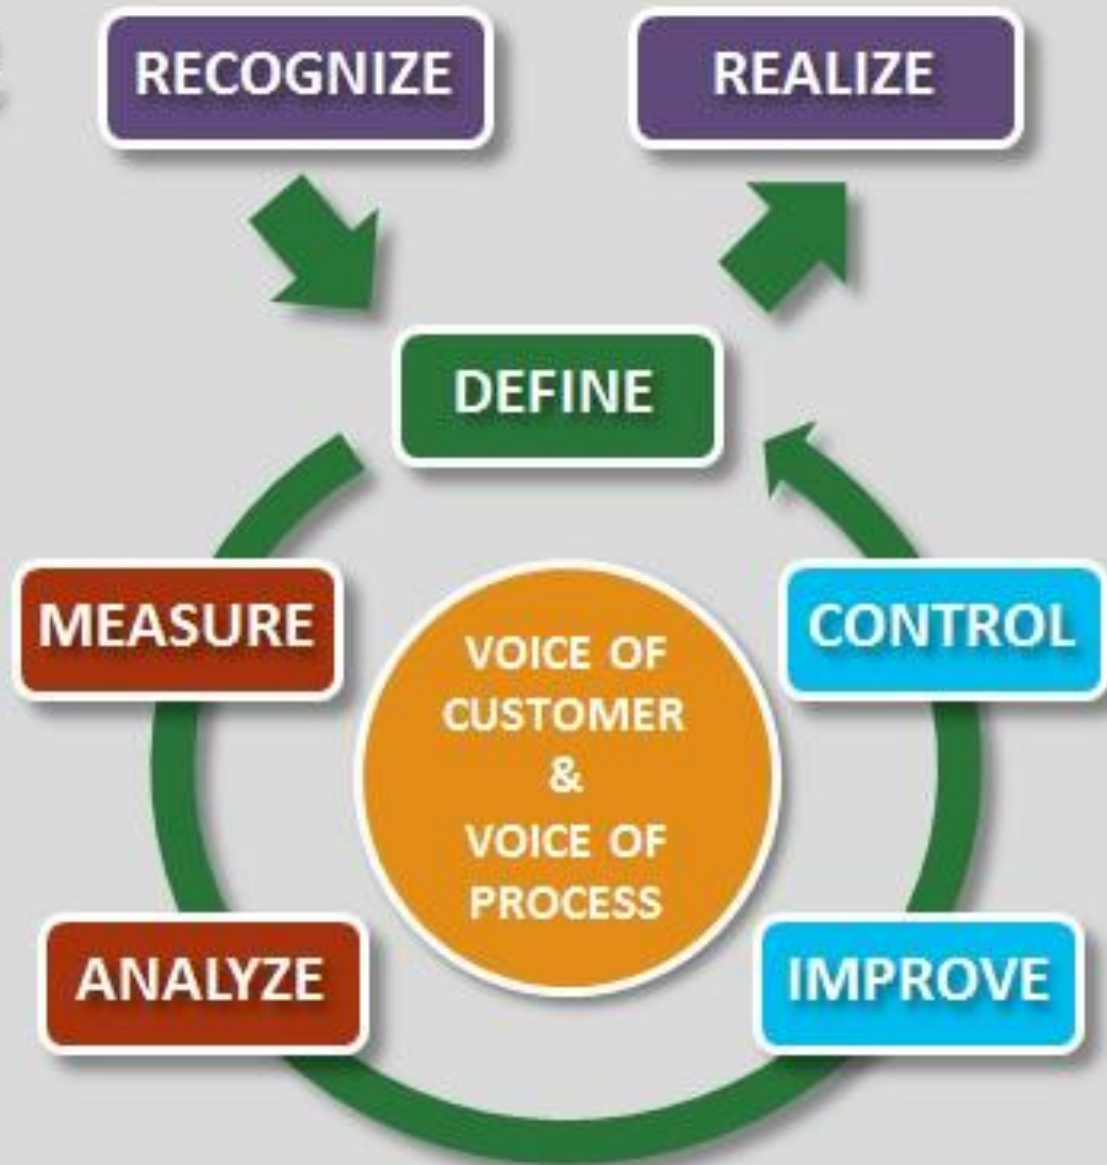 RECOGNIZE
REALIZE
DEFINE
MEASURE
CONTROL
VOICE OF
CUSTOMER
&
VOICE OF
PROCESS
ANALYZE
IMPROVE